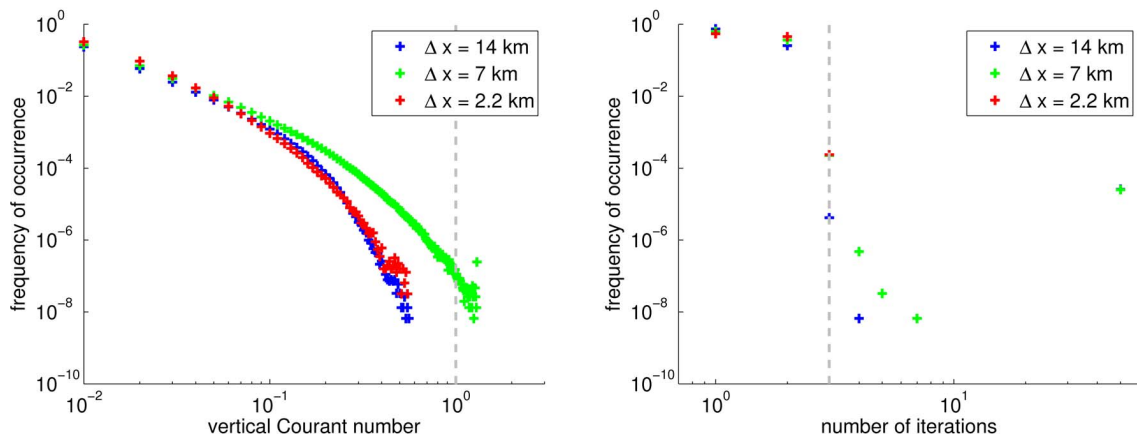 10^0
10^-2
10^-4
10^-6
10^-8
10^-10
frequency of occurrence
10^-2
10^-1
10^0
vertical Courant number
Δ x = 14 km
Δ x = 7 km
Δ x = 2.2 km
10^0
10^-2
10^-4
10^-6
10^-8
10^-10
frequency of occurrence
10^0
10^1
number of iterations
Δ x = 14 km
Δ x = 7 km
Δ x = 2.2 km